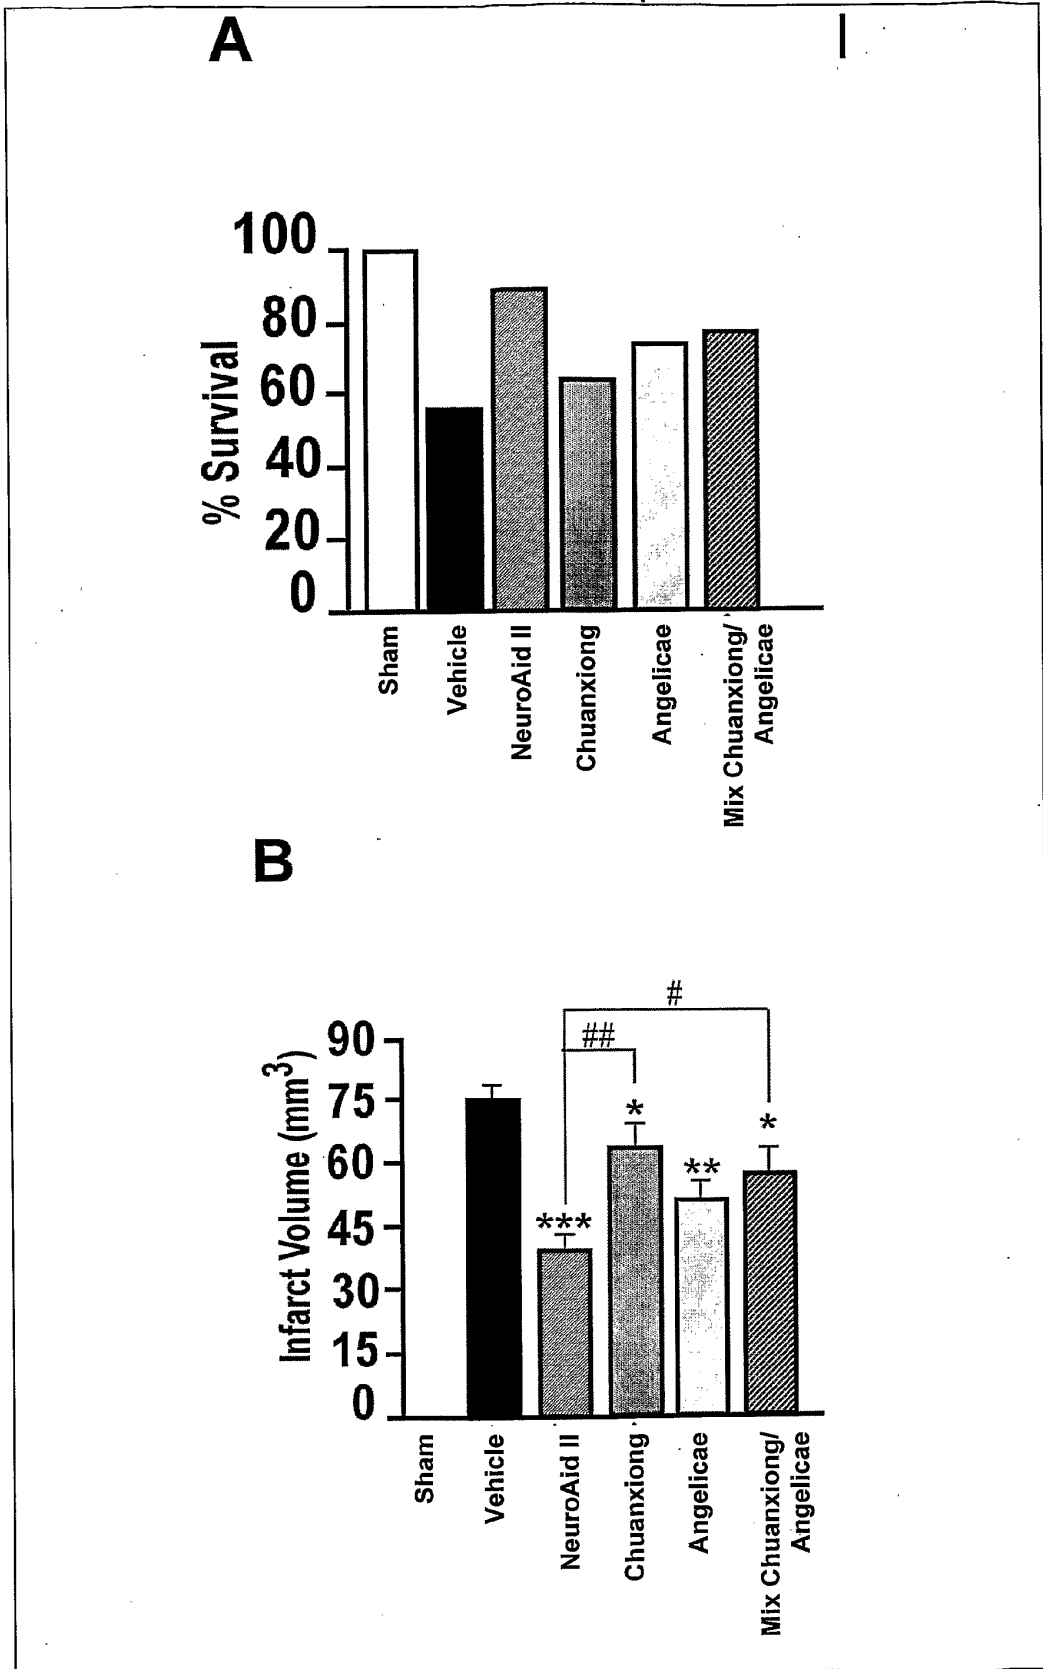 A
% Survival
100
80
60
40
20
0
Sham
Vehicle
NeuroAid II
Chuanxiong
Angelicae
Mix Chuanxiong/
Angelicae
B
Infarct Volume (mm³)
90
75
60
45
30
15
0
#
##
*
*
**
***
Sham
Vehicle
NeuroAid II
Chuanxiong
Angelicae
Mix Chuanxiong/
Angelicae